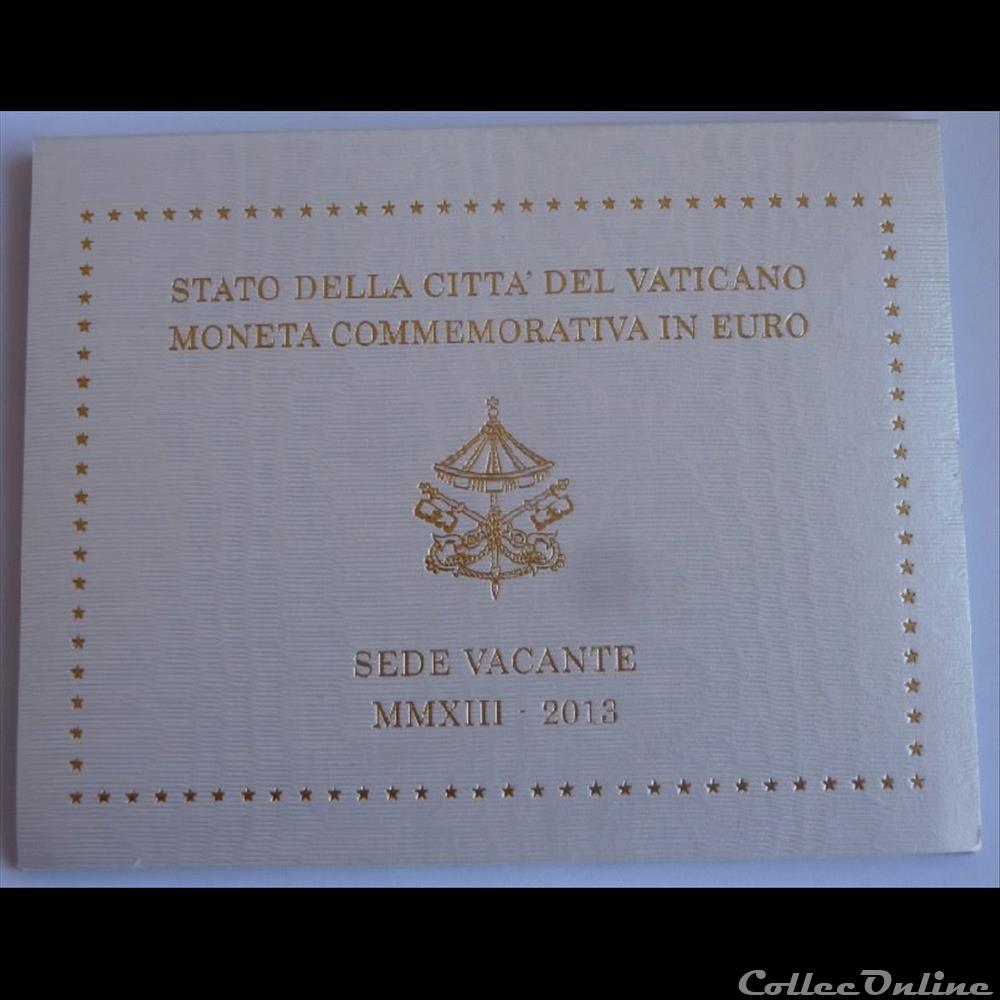 STATO DELLA CITTA' DEL VATICANO
MONETA COMMEMORATIVA IN EURO
SEDE VACANTE
MMXIII - 2013
CollecOnline